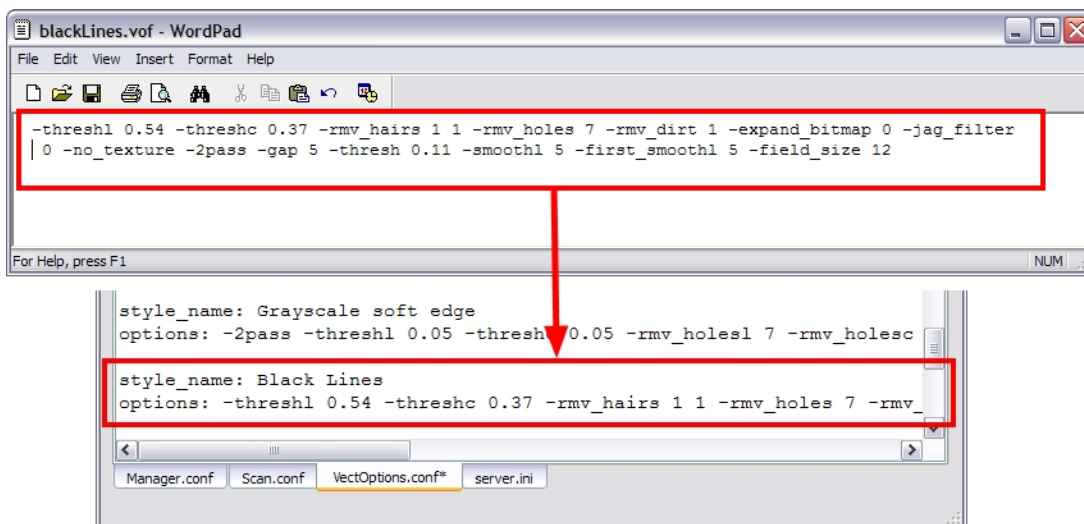 blackLines.vof - WordPad
File Edit View Insert Format Help
-threshl 0.54 -threshc 0.37 -rmv_hairs 1 1 -rmv_holes 7 -rmv_dirt 1 -expand_bitmap 0 -jag_filter
0 -no_texture -2pass -gap 5 -thresh 0.11 -smoothl 5 -first_smoothl 5 -field_size 12
For Help, press F1 NUM
style_name: Grayscale soft edge
options: -2pass -threshl 0.05 -thresh 0.05 -rmv_holesl 7 -rmv_holesc
style_name: Black Lines
options: -threshl 0.54 -threshc 0.37 -rmv_hairs 1 1 -rmv_holes 7 -rmv_
Manager.conf Scan.conf VectOptions.conf* server.ini